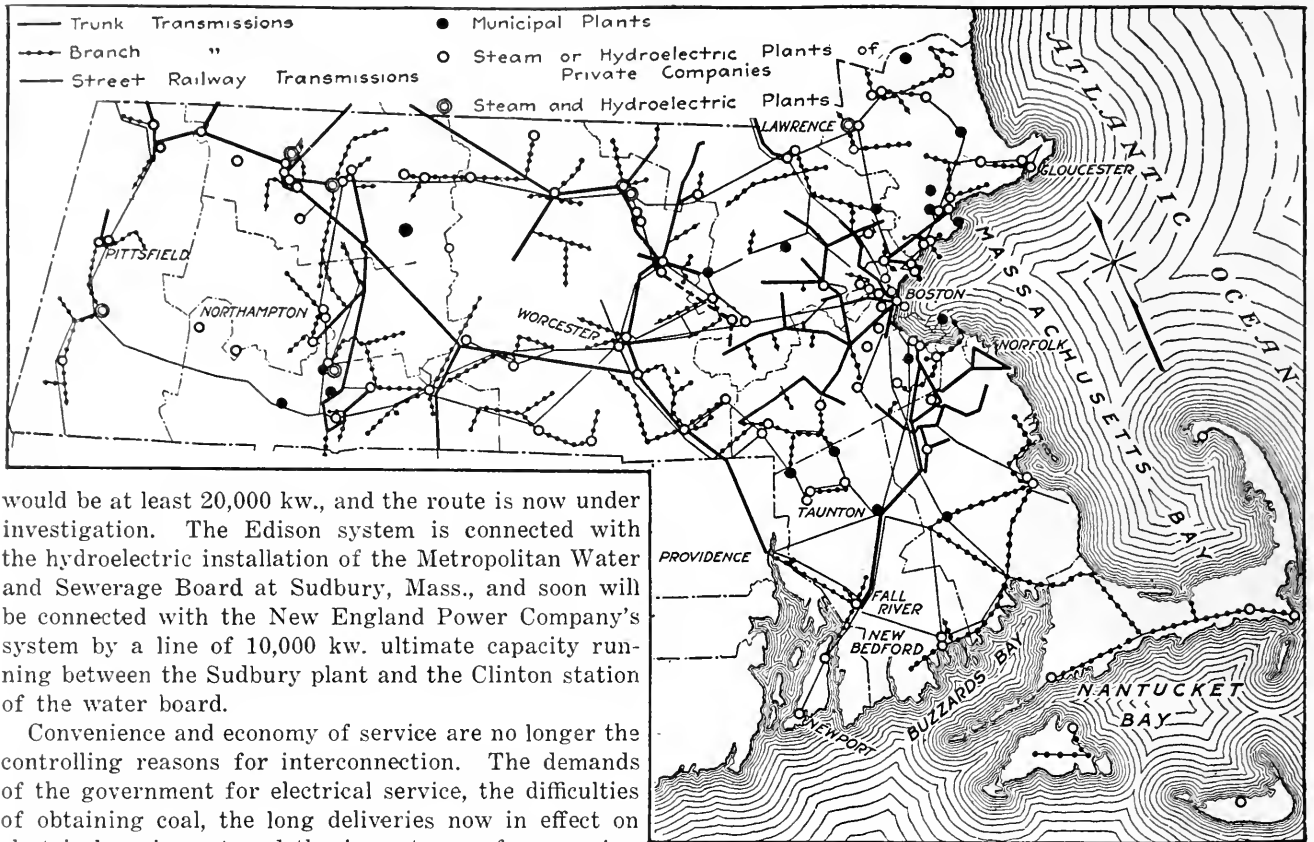 Trunk Transmissions
Branch "
Street Railway Transmissions
Municipal Plants
Steam or Hydroelectric Plants of
Private Companies
Steam and Hydroelectric Plants
LAWRENCE
GLOUCESTER
ATLANTIC
OCEAN
PITTSFIELD
NORTHAMPTON
WORCESTER
BOSTON
NORFOLK
MASSACHUSETTS
BAY
TAUNTON
PROVIDENCE
FALL
RIVER
NEW
BEDFORD
BUZZARDS BAY
NEWPORT
NANTUCKET
BAY
would be at least 20,000 kw., and the route is now under
investigation. The Edison system is connected with
the hydroelectric installation of the Metropolitan Water
and Sewerage Board at Sudbury, Mass., and soon will
be connected with the New England Power Company's
system by a line of 10,000 kw. ultimate capacity run-
ning between the Sudbury plant and the Clinton station
of the water board.
Convenience and economy of service are no longer the
controlling reasons for interconnection. The demands
of the government for electrical service, the difficulties
of obtaining coal, the long deliveries now in effect on